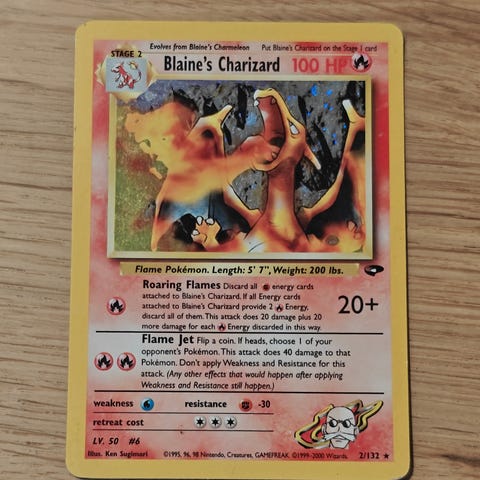 Evolves from Blaine's Charmeleon Put Blaine's Charizard on the Stage 1 card
STAGE 2
Blaine's Charizard 100 HP
Flame Pokémon. Length: 5' 7", Weight: 200 lbs.
Roaring Flames Discard all energy cards
attached to Blaine's Charizard. If all Energy cards
attached to Blaine's Charizard provide 2 Energy,
discard all of them. This attack does 20 damage plus 20
more damage for each Energy discarded in this way.
20+
Flame Jet Flip a coin. If heads, choose 1 of your
opponent's Pokémon. This attack does 40 damage to that
Pokémon. Don't apply Weakness and Resistance for this
attack. (Any other effects that would happen after applying
Weakness and Resistance still happen.)
weakness resistance -30
retreat cost
LV. 50 #6
Illus. Ken Sugimori ©1995, 96, 98 Nintendo, Creatures, GAMEFREAK. ©1999-2000 Wizards. 2/132 ★